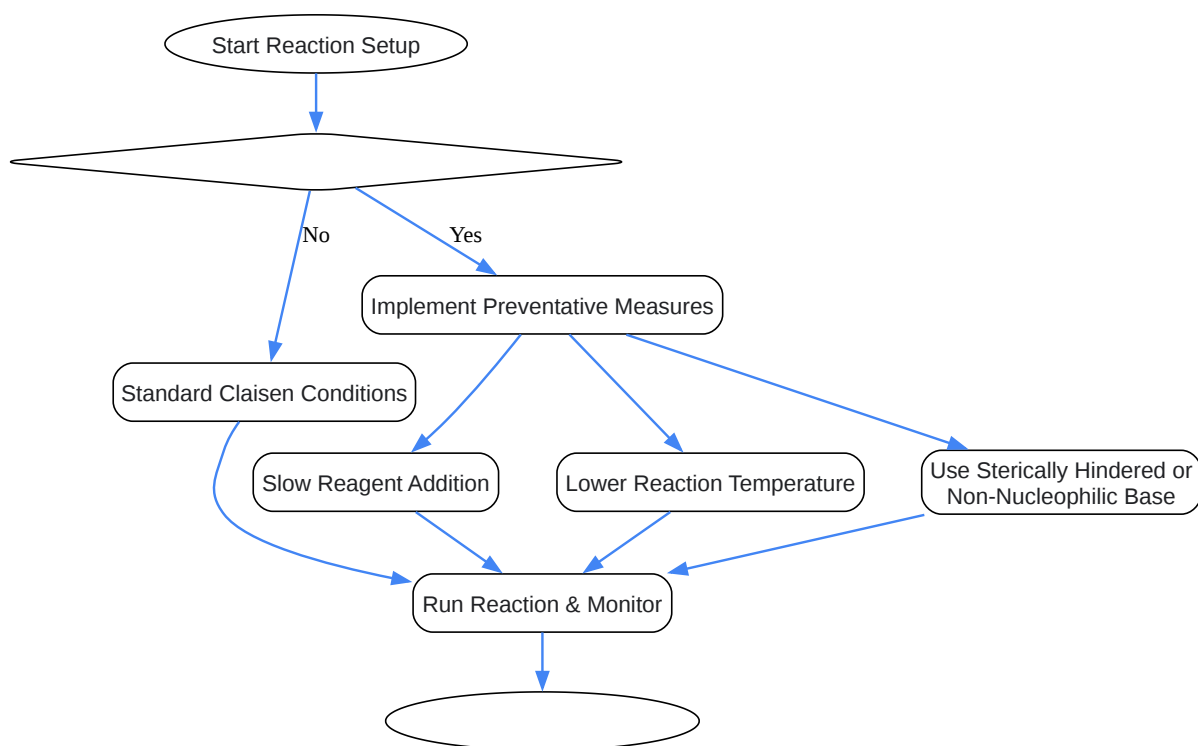 Start Reaction Setup
No
Yes
Implement Preventative Measures
Standard Claisen Conditions
Slow Reagent Addition
Lower Reaction Temperature
Use Sterically Hindered or
Non-Nucleophilic Base
Run Reaction & Monitor